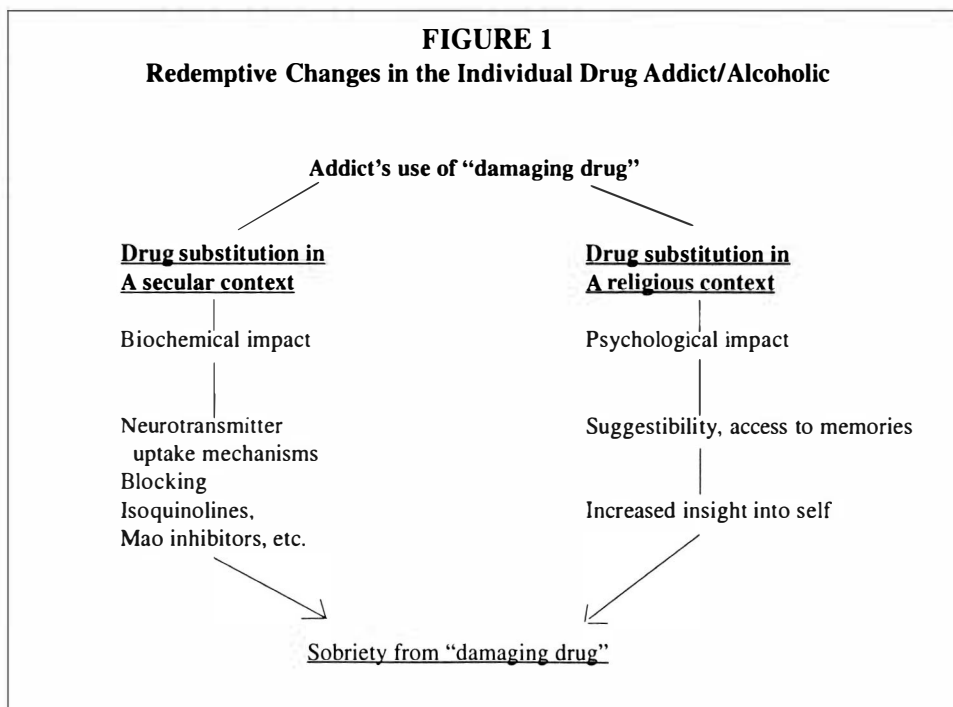 FIGURE 1
Redemptive Changes in the Individual Drug Addict/Alcoholic
Addict's use of “damaging drug”
Drug substitution in
A secular context
Biochemical impact
Neurotransmitter
uptake mechanisms
Blocking
Isoquinolines,
Mao inhibitors, etc.
Drug substitution in
A religious context
Psychological impact
Suggestibility, access to memories
Increased insight into self
Sobriety from “damaging drug”